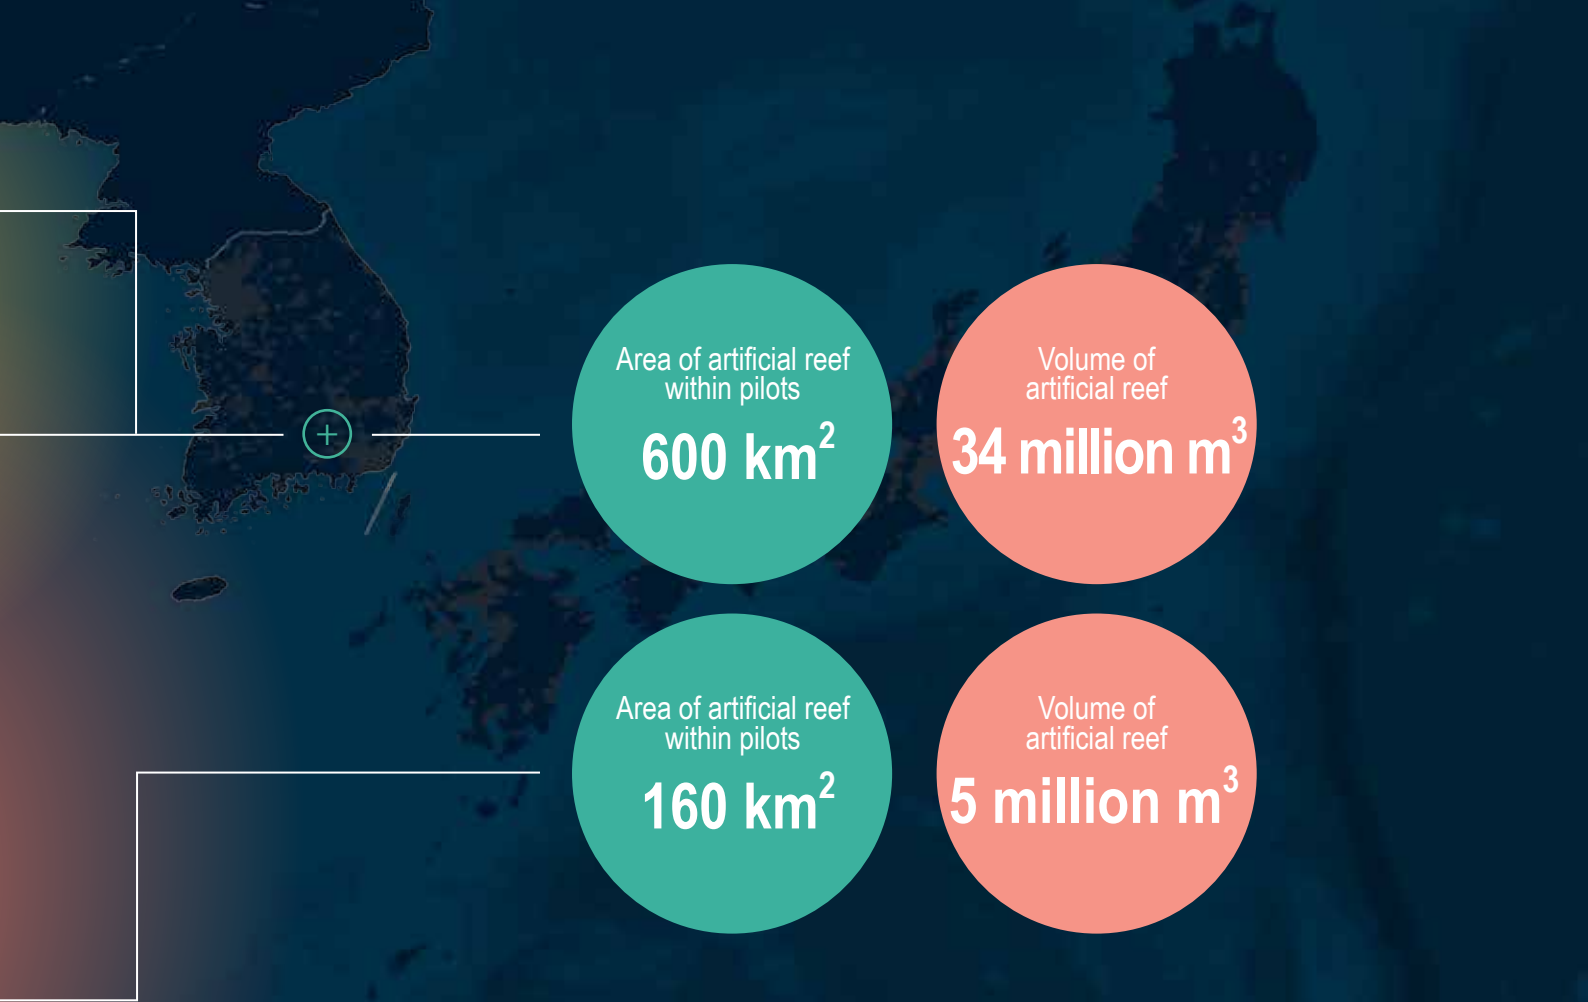 Area of artificial reef
within pilots
600 km²
Volume of
artificial reef
34 million m³
Area of artificial reef
within pilots
160 km²
Volume of
artificial reef
5 million m³